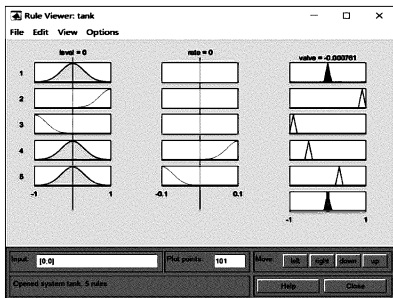 Rule Viewer: tank
File Edit View Options
level = 0 rate = 0 valve = -0.000761
1
2
3
4
5
-1 1 -0.1 0.1
-1 1
Input: [0;0] Plot points: 101 Move: left right down up
Opened system tank, 5 rules Help Close